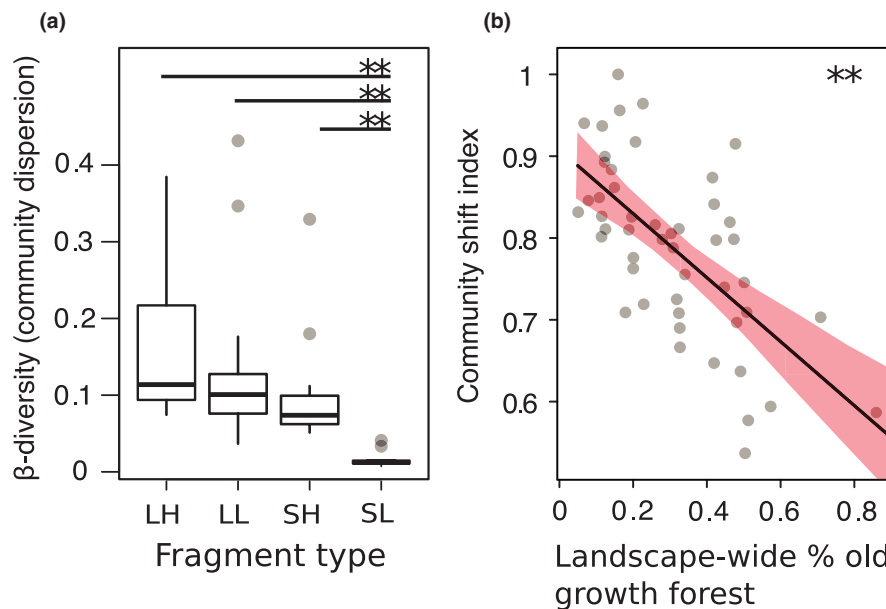 (a)
**
**
**
0.4
0.3
0.2
0.1
0
β-diversity (community dispersion)
LH LL SH SL
Fragment type
(b)
**
1
0.9
0.8
0.7
0.6
Community shift index
0 0.2 0.4 0.6 0.8
Landscape-wide % old
growth forest